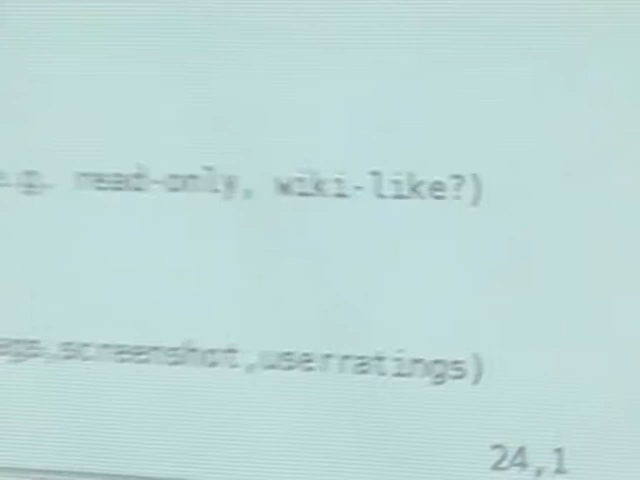 e.g. read-only, wiki-like?)
screenshot,userratings)
24,1